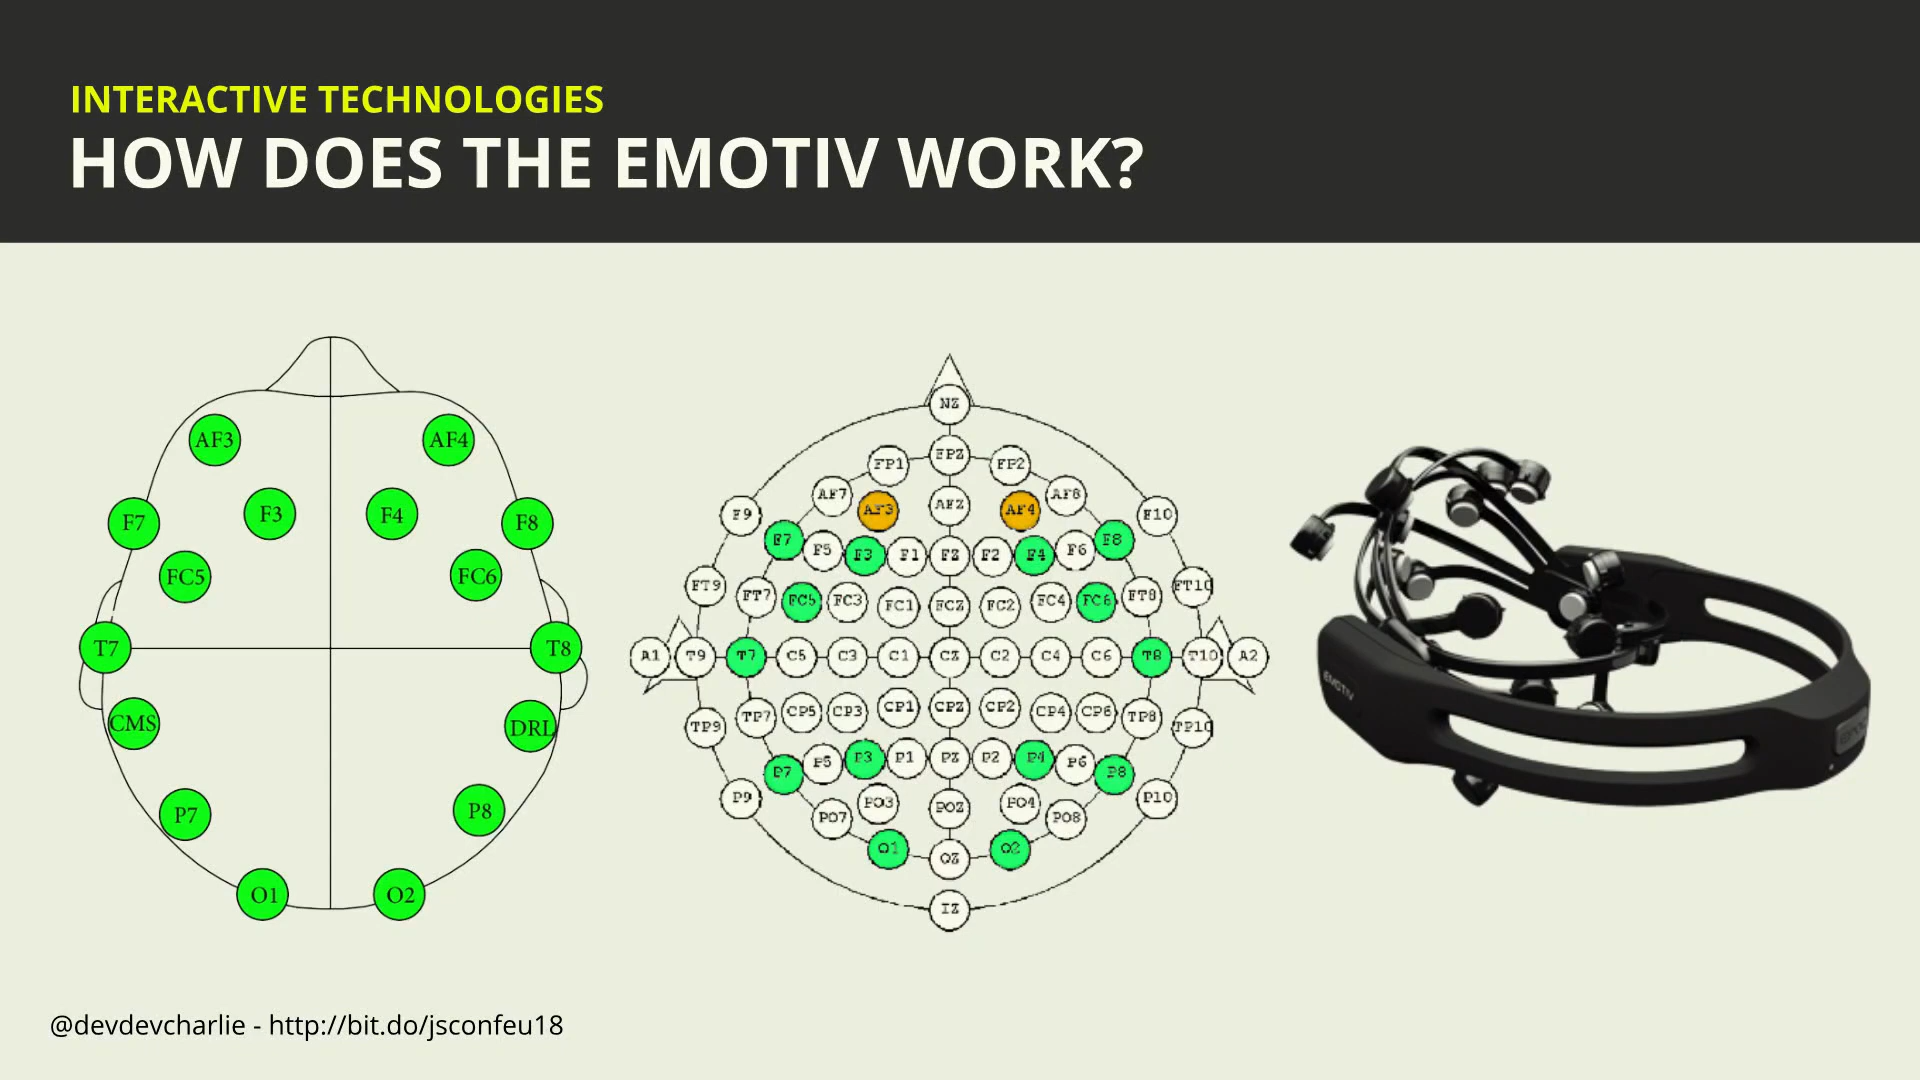 INTERACTIVE TECHNOLOGIES
HOW DOES THE EMOTIV WORK?
AF3 AF4
F7 F3 F4 F8
FC5 FC6
T7 T8
CMS DRL
P7 P8
O1 O2
NZ
FP1 FPZ FP2
AF7 AF3 AFZ AF4 AF8
F9 F7 F5 F3 F1 FZ F2 F4 F6 F8 F10
FT9 FT7 FC5 FC3 FC1 FCZ FC2 FC4 FC6 FT8 FT10
A1 T9 T7 C5 C3 C1 CZ C2 C4 C6 T8 T10 A2
TP9 TP7 CP5 CP3 CP1 CPZ CP2 CP4 CP6 TP8 TP10
P9 P7 P5 P3 P1 PZ P2 P4 P6 P8 P10
PO7 PO3 POZ PO4 PO8
O1 OZ O2
IZ
EMOTIV
@devdevcharlie - http://bit.do/jsconfeu18